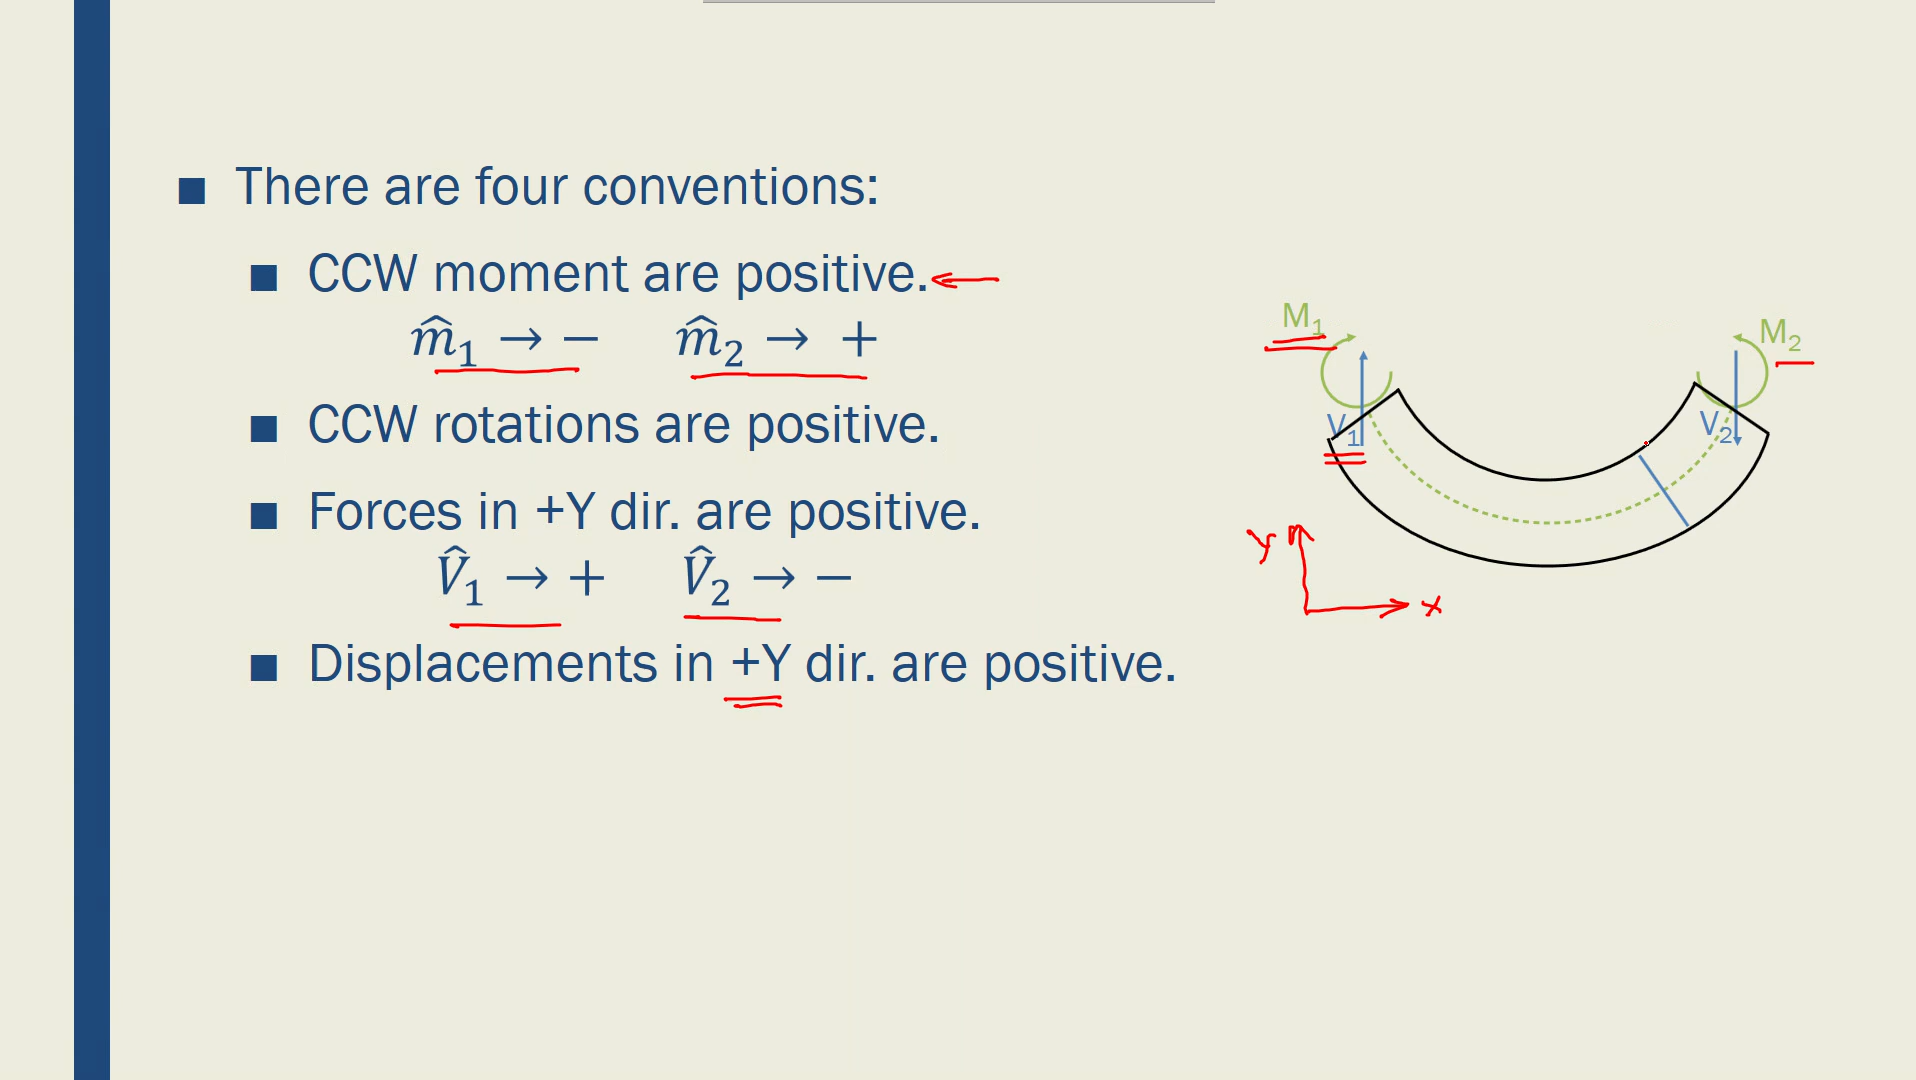 ■ There are four conventions:
■ CCW moment are positive.
m̂₁ → −  m̂₂ → +
■ CCW rotations are positive.
■ Forces in +Y dir. are positive.
V̂₁ → +  V̂₂ → −
■ Displacements in +Y dir. are positive.
M₁
M₂
V₁
V₂
y
x